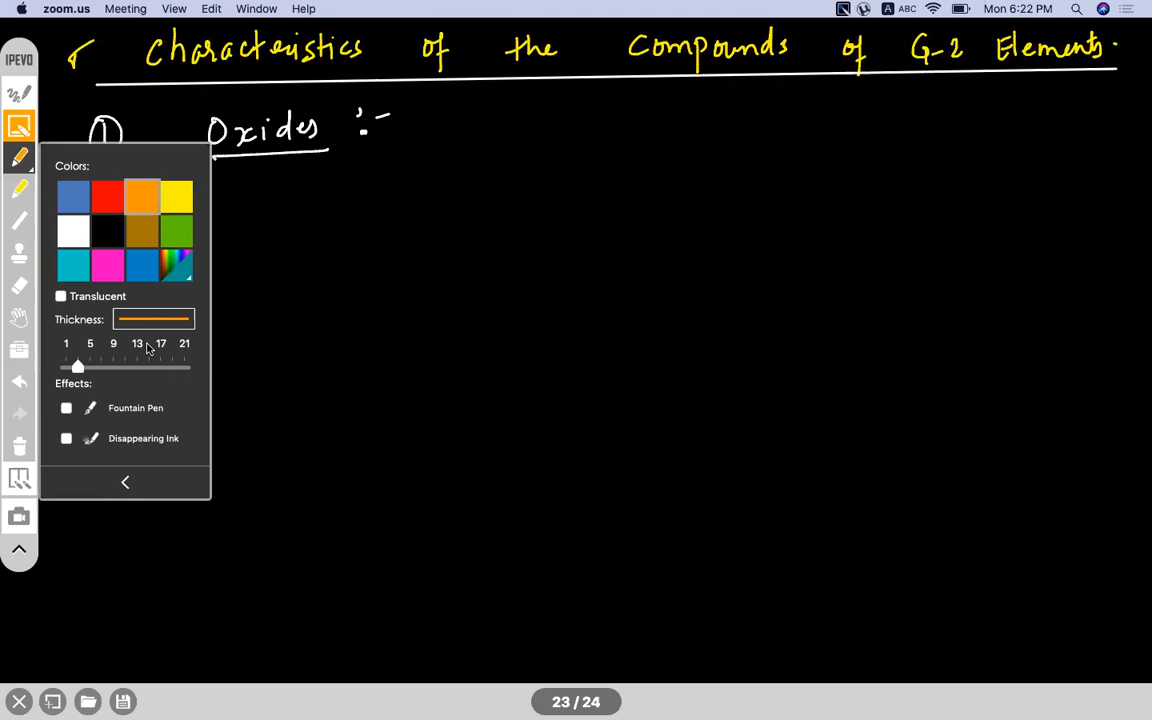 zoom.us Meeting View Edit Window Help A ABC Mon 6:22 PM
IPEVO
Characteristics of the Compounds of G-2 Elements.
① Oxides :-
Colors:
Translucent
Thickness:
1 5 9 13 17 21
Effects:
Fountain Pen
Disappearing Ink
23 / 24